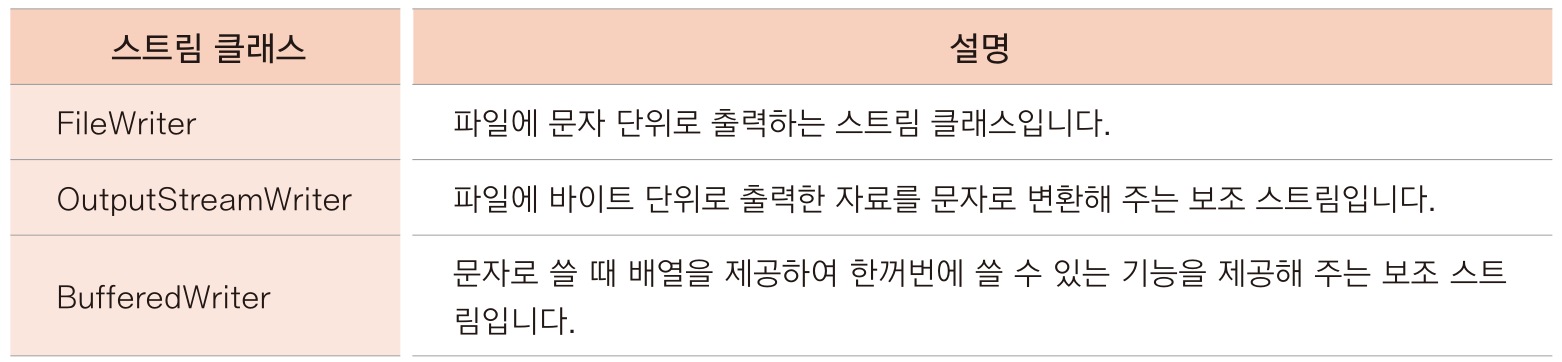 스트림 클래스 설명
FileWriter 파일에 문자 단위로 출력하는 스트림 클래스입니다.
OutputStreamWriter 파일에 바이트 단위로 출력한 자료를 문자로 변환해 주는 보조 스트림입니다.
BufferedWriter 문자로 쓸 때 배열을 제공하여 한꺼번에 쓸 수 있는 기능을 제공해 주는 보조 스트
림입니다.